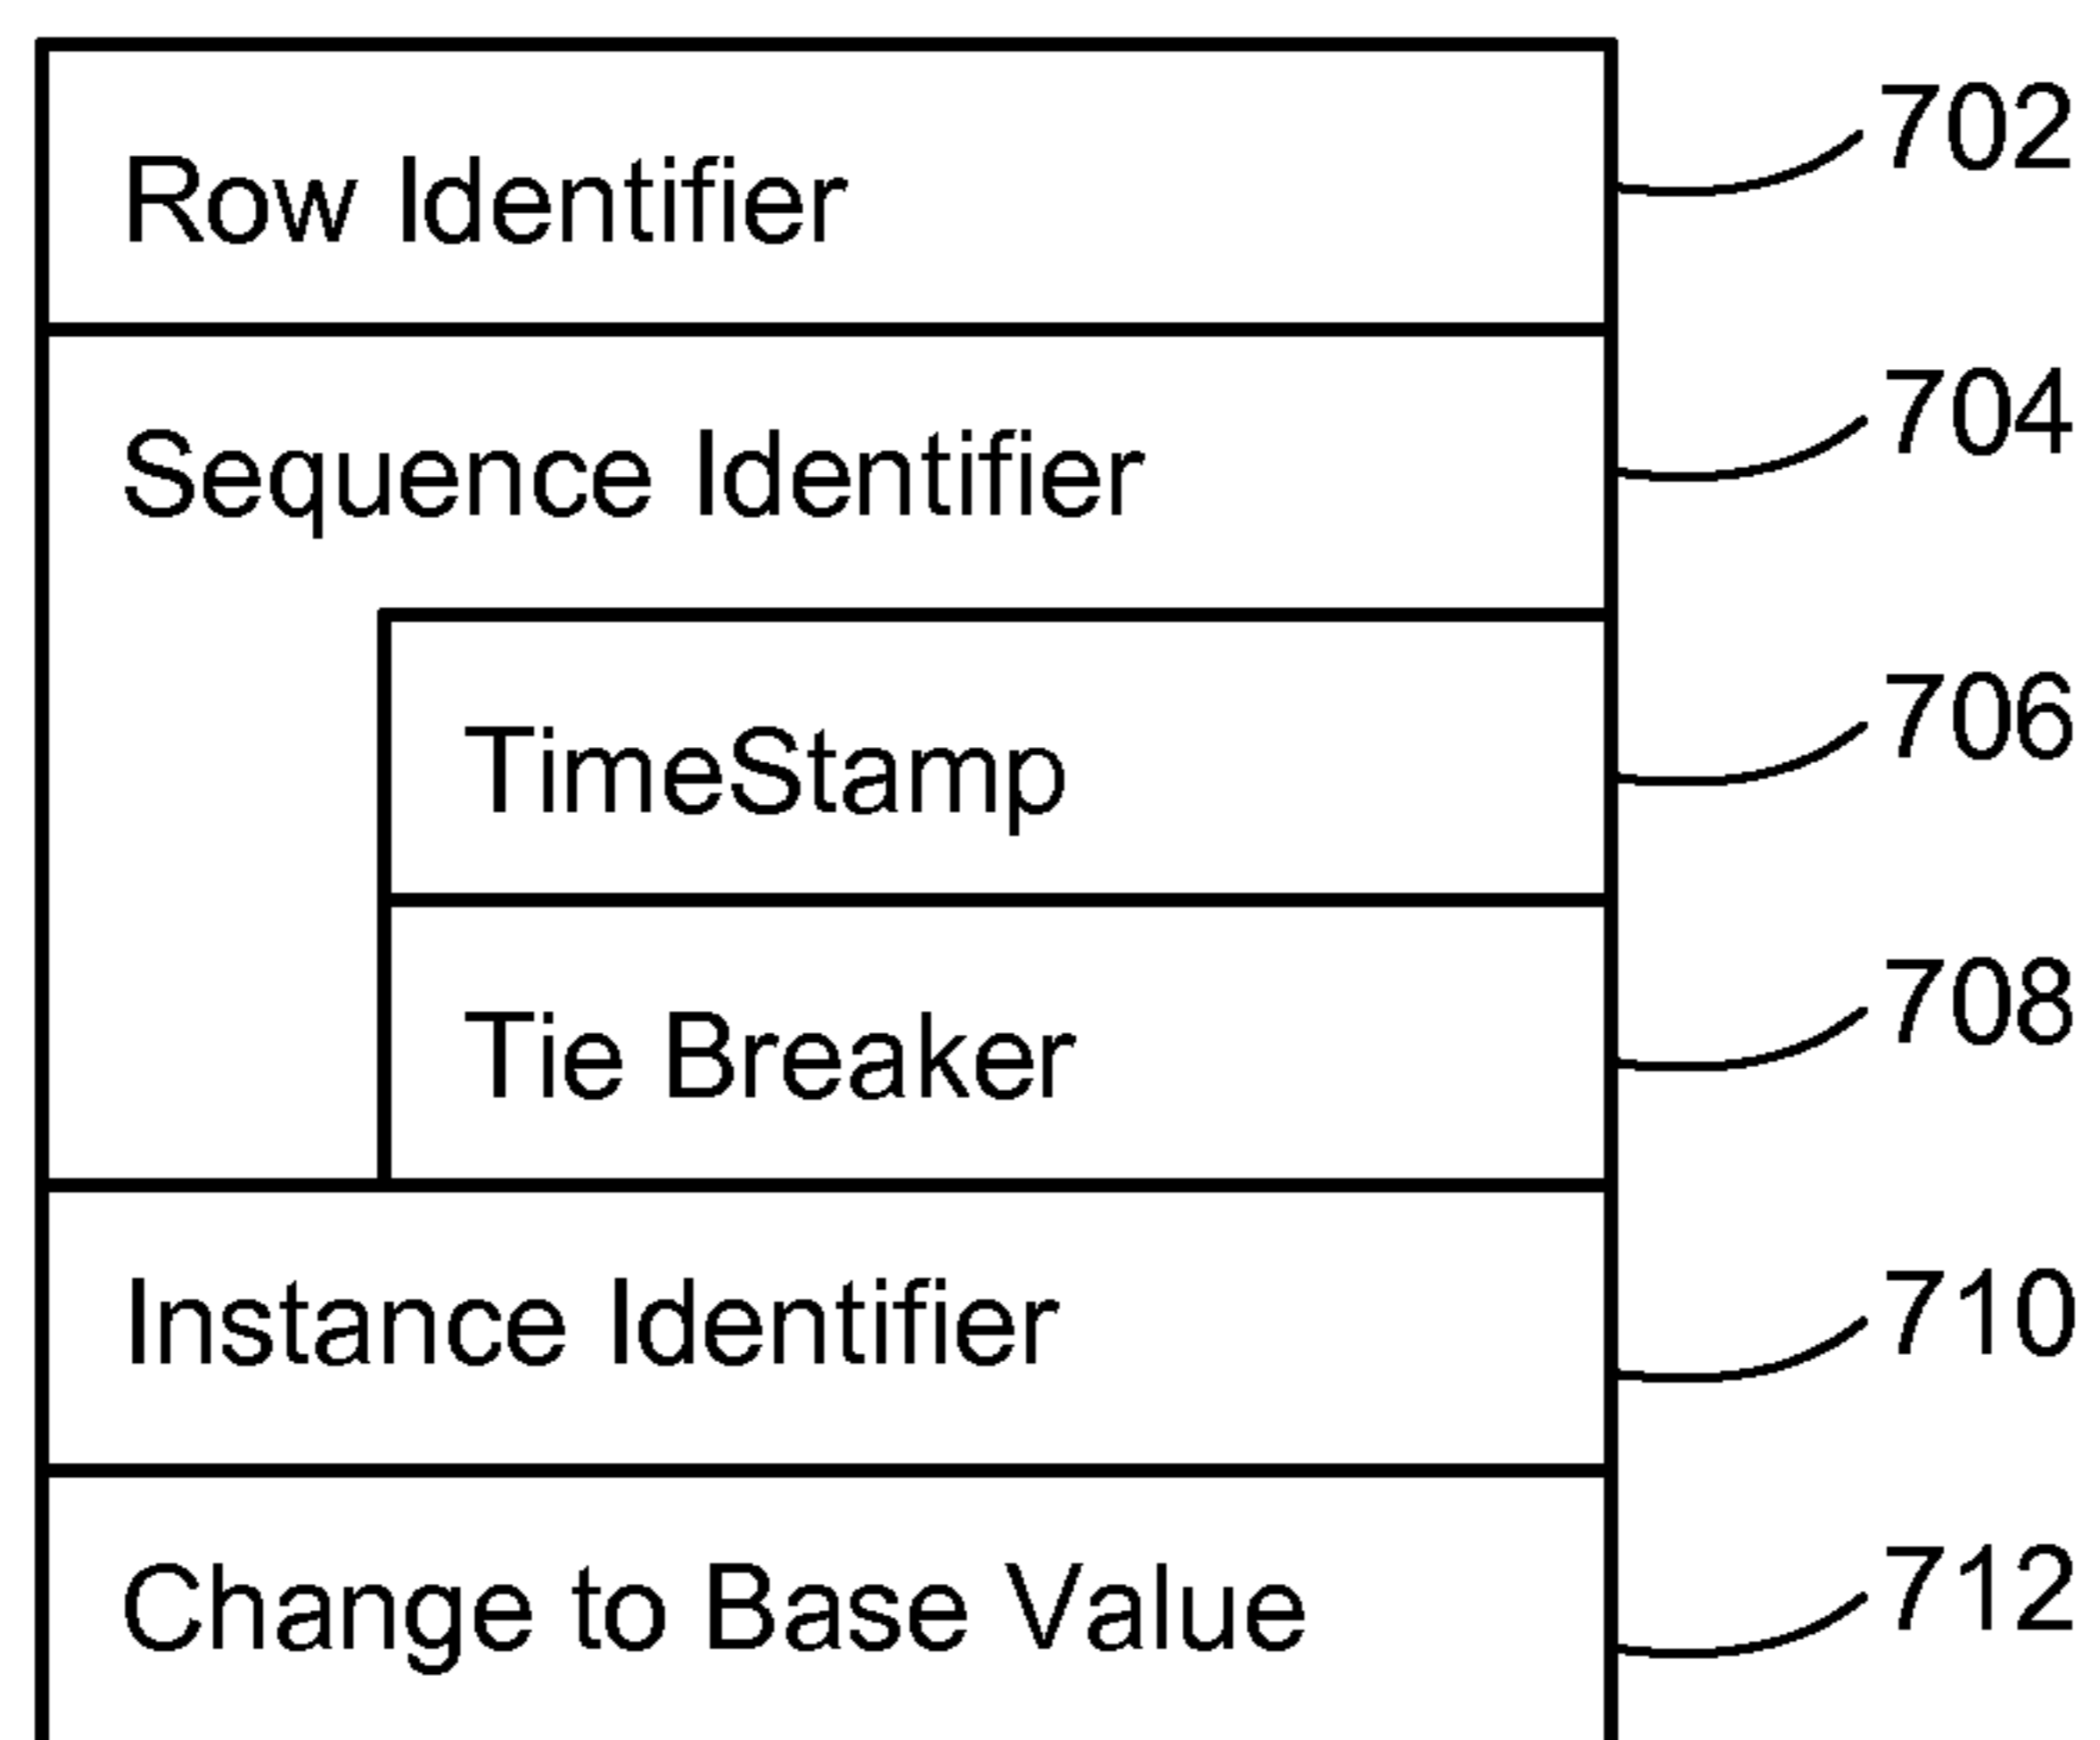 Row Identifier 702
Sequence Identifier 704
TimeStamp 706
Tie Breaker 708
Instance Identifier 710
Change to Base Value 712